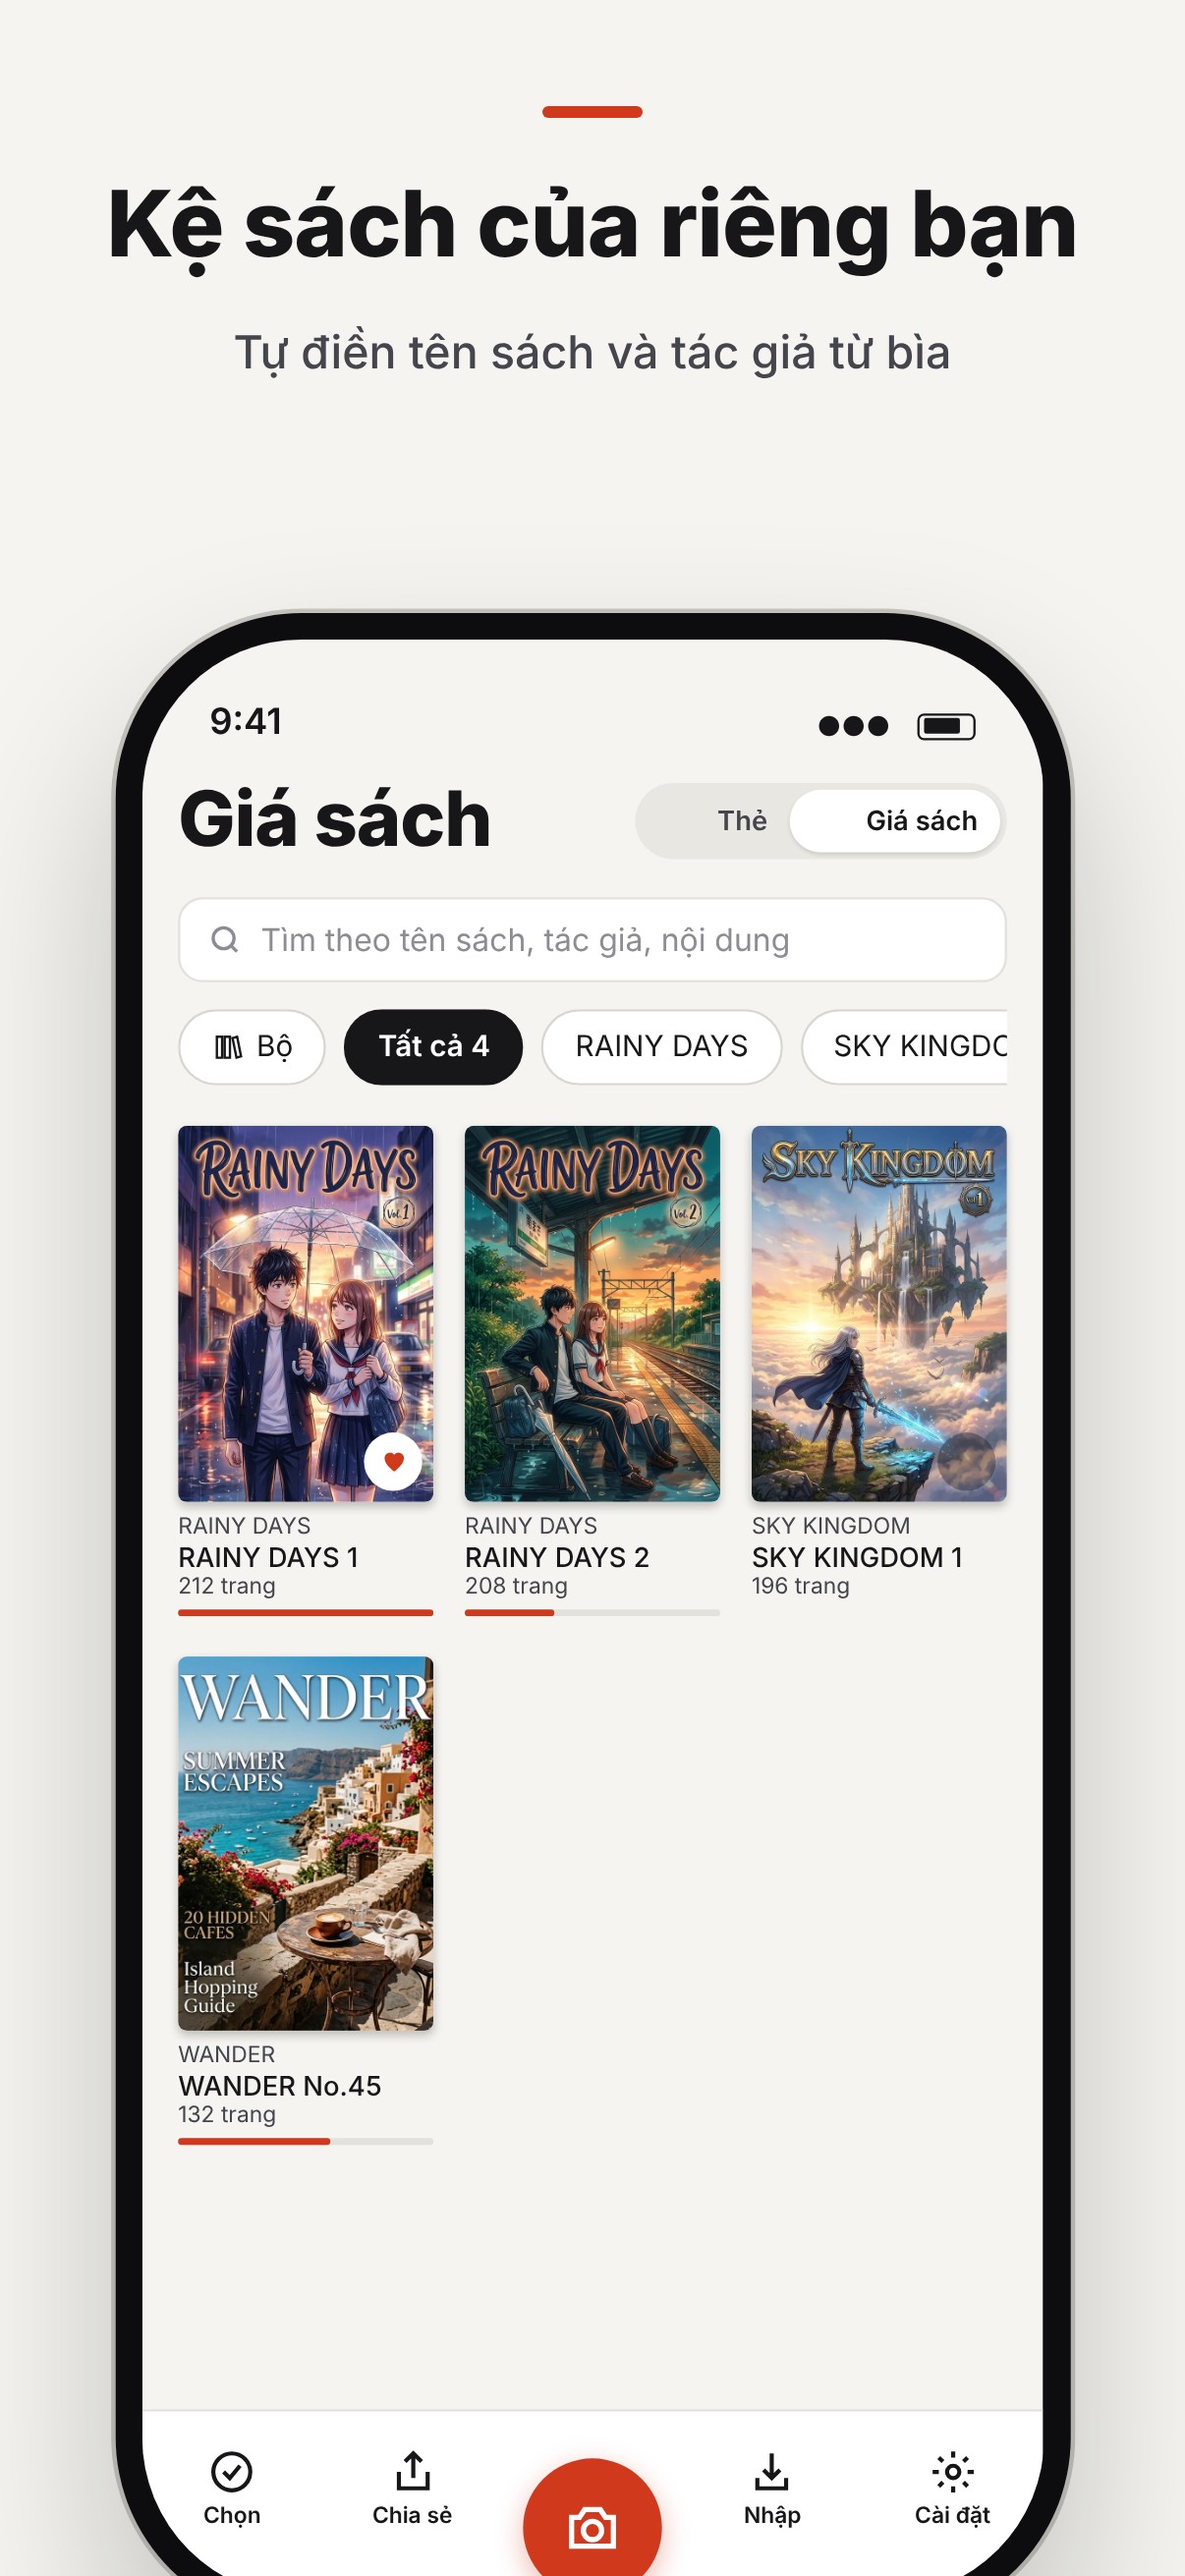 Kệ sách của riêng bạn
Tự điền tên sách và tác giả từ bìa
9:41
Giá sách
Thẻ
Giá sách
Tìm theo tên sách, tác giả, nội dung
Bộ
Tất cả 4
RAINY DAYS
SKY KINGDO
RAINY DAYS
Vol.1
RAINY DAYS
Vol.2
SKY KINGDOM
RAINY DAYS
RAINY DAYS 1
212 trang
RAINY DAYS
RAINY DAYS 2
208 trang
SKY KINGDOM
SKY KINGDOM 1
196 trang
WANDER
SUMMER
ESCAPES
20 HIDDEN
CAFES
Island
Hopping
Guide
WANDER
WANDER No.45
132 trang
Chọn
Chia sẻ
Nhập
Cài đặt